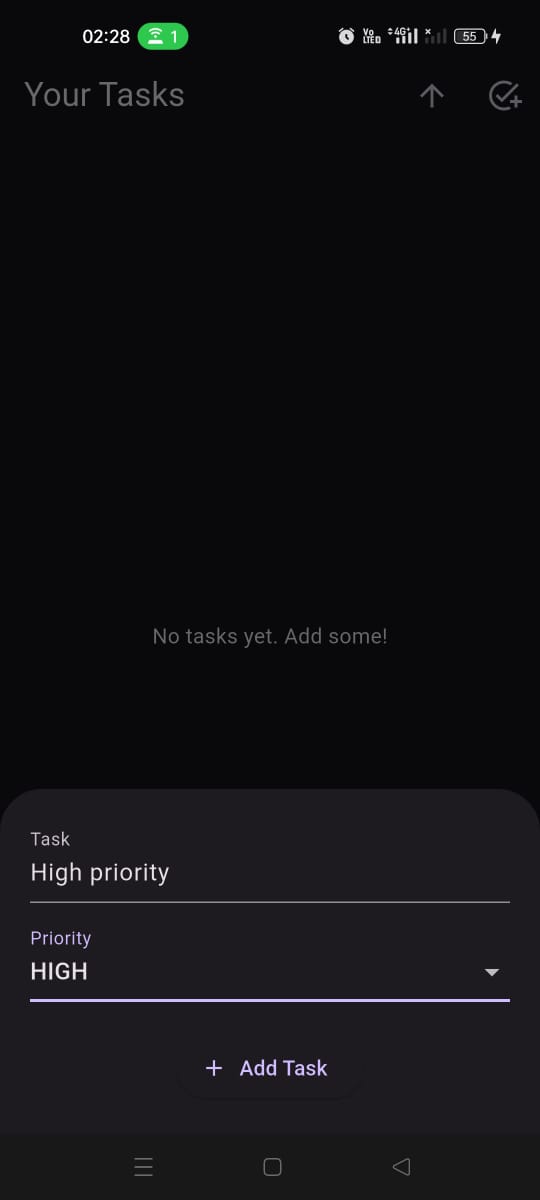 02:28 1 Vo LTED 4G+ 55
Your Tasks
No tasks yet. Add some!
Task
High priority
Priority
HIGH
+ Add Task